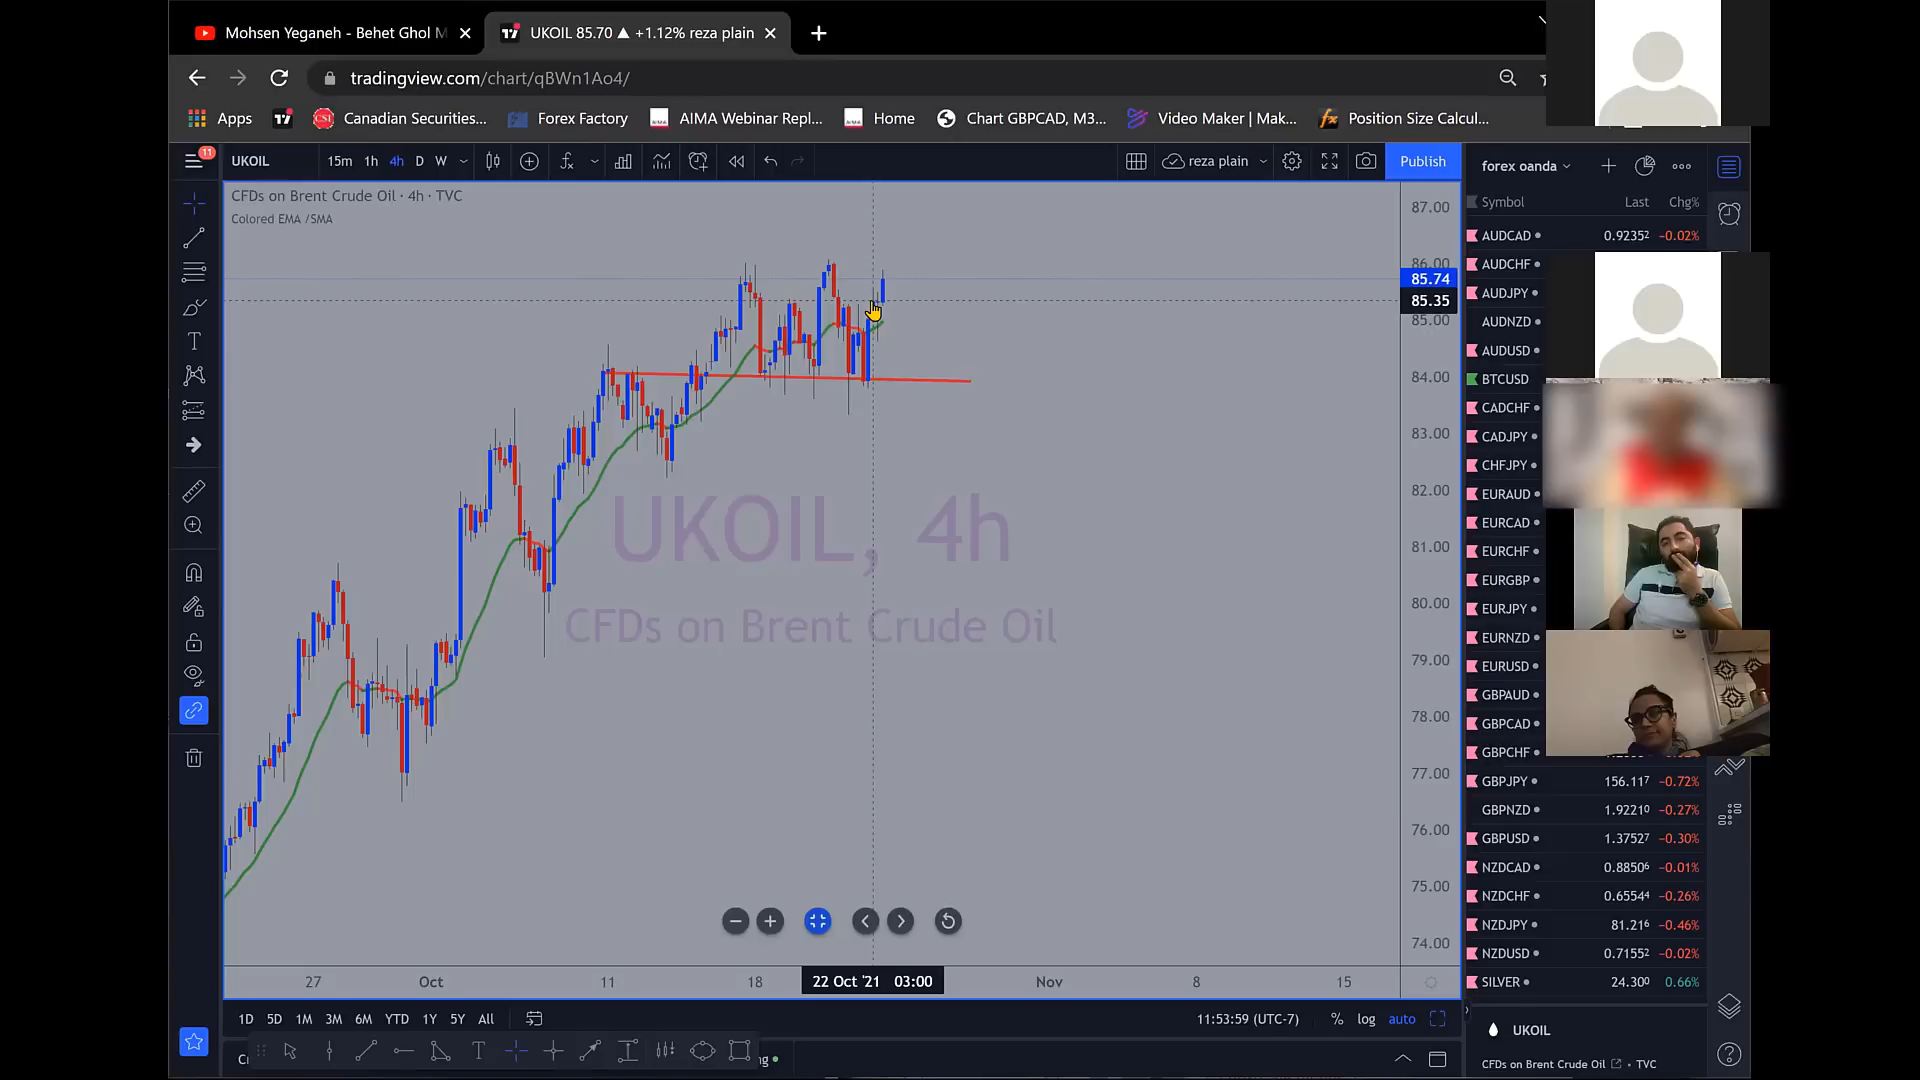 Mohsen Yeganeh - Behet Ghol M
UKOIL 85.70 ▲ +1.12% reza plain
tradingview.com/chart/qBWn1Ao4/
Apps
Canadian Securities...
Forex Factory
AIMA Webinar Repl...
Home
Chart GBPCAD, M3...
Video Maker | Mak...
Position Size Calcul...
11
UKOIL
15m 1h 4h D W
reza plain
Publish
forex oanda
CFDs on Brent Crude Oil · 4h · TVC
Colored EMA /SMA
Symbol Last Chg%
AUDCAD 0.9235² -0.02%
AUDCHF
AUDJPY
AUDNZD
AUDUSD
BTCUSD
CADCHF
CADJPY
CHFJPY
EURAUD
EURCAD
EURCHF
EURGBP
EURJPY
EURNZD
EURUSD
GBPAUD
GBPCAD
GBPCHF
GBPJPY 156.11⁷ -0.72%
GBPNZD 1.9221⁰ -0.27%
GBPUSD 1.3752⁷ -0.30%
NZDCAD 0.8850⁶ -0.01%
NZDCHF 0.6554⁴ -0.26%
NZDJPY 81.21⁶ -0.46%
NZDUSD 0.7155² -0.02%
SILVER 24.30⁰ 0.66%
87.00
86.00
85.74
85.35
85.00
84.00
83.00
82.00
81.00
80.00
79.00
78.00
77.00
76.00
75.00
74.00
UKOIL, 4h
CFDs on Brent Crude Oil
27 Oct 11 18 22 Oct '21 03:00 Nov 8 15
1D 5D 1M 3M 6M YTD 1Y 5Y All
11:53:59 (UTC-7)
% log auto
UKOIL
CFDs on Brent Crude Oil · TVC